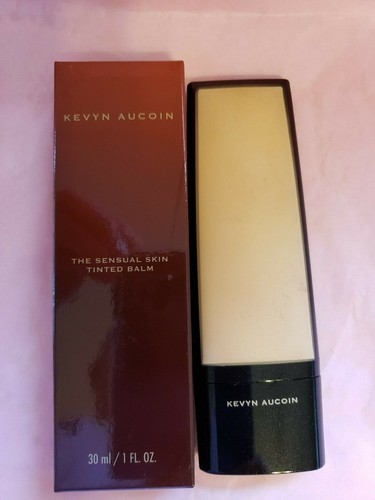 KEVYN AUCOIN
THE SENSUAL SKIN
TINTED BALM
30 ml / 1 FL. OZ.
KEVYN AUCOIN